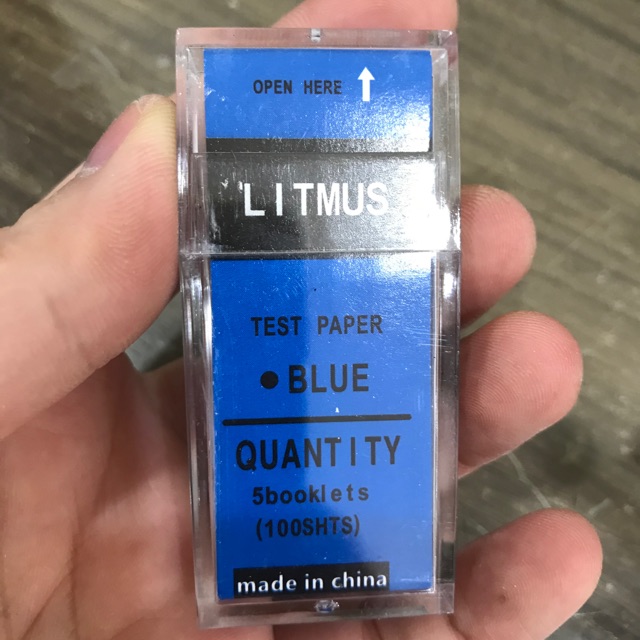 OPEN HERE ↑
LITMUS
TEST PAPER
● BLUE
QUANTITY
5booklets
(100SHTS)
made in china